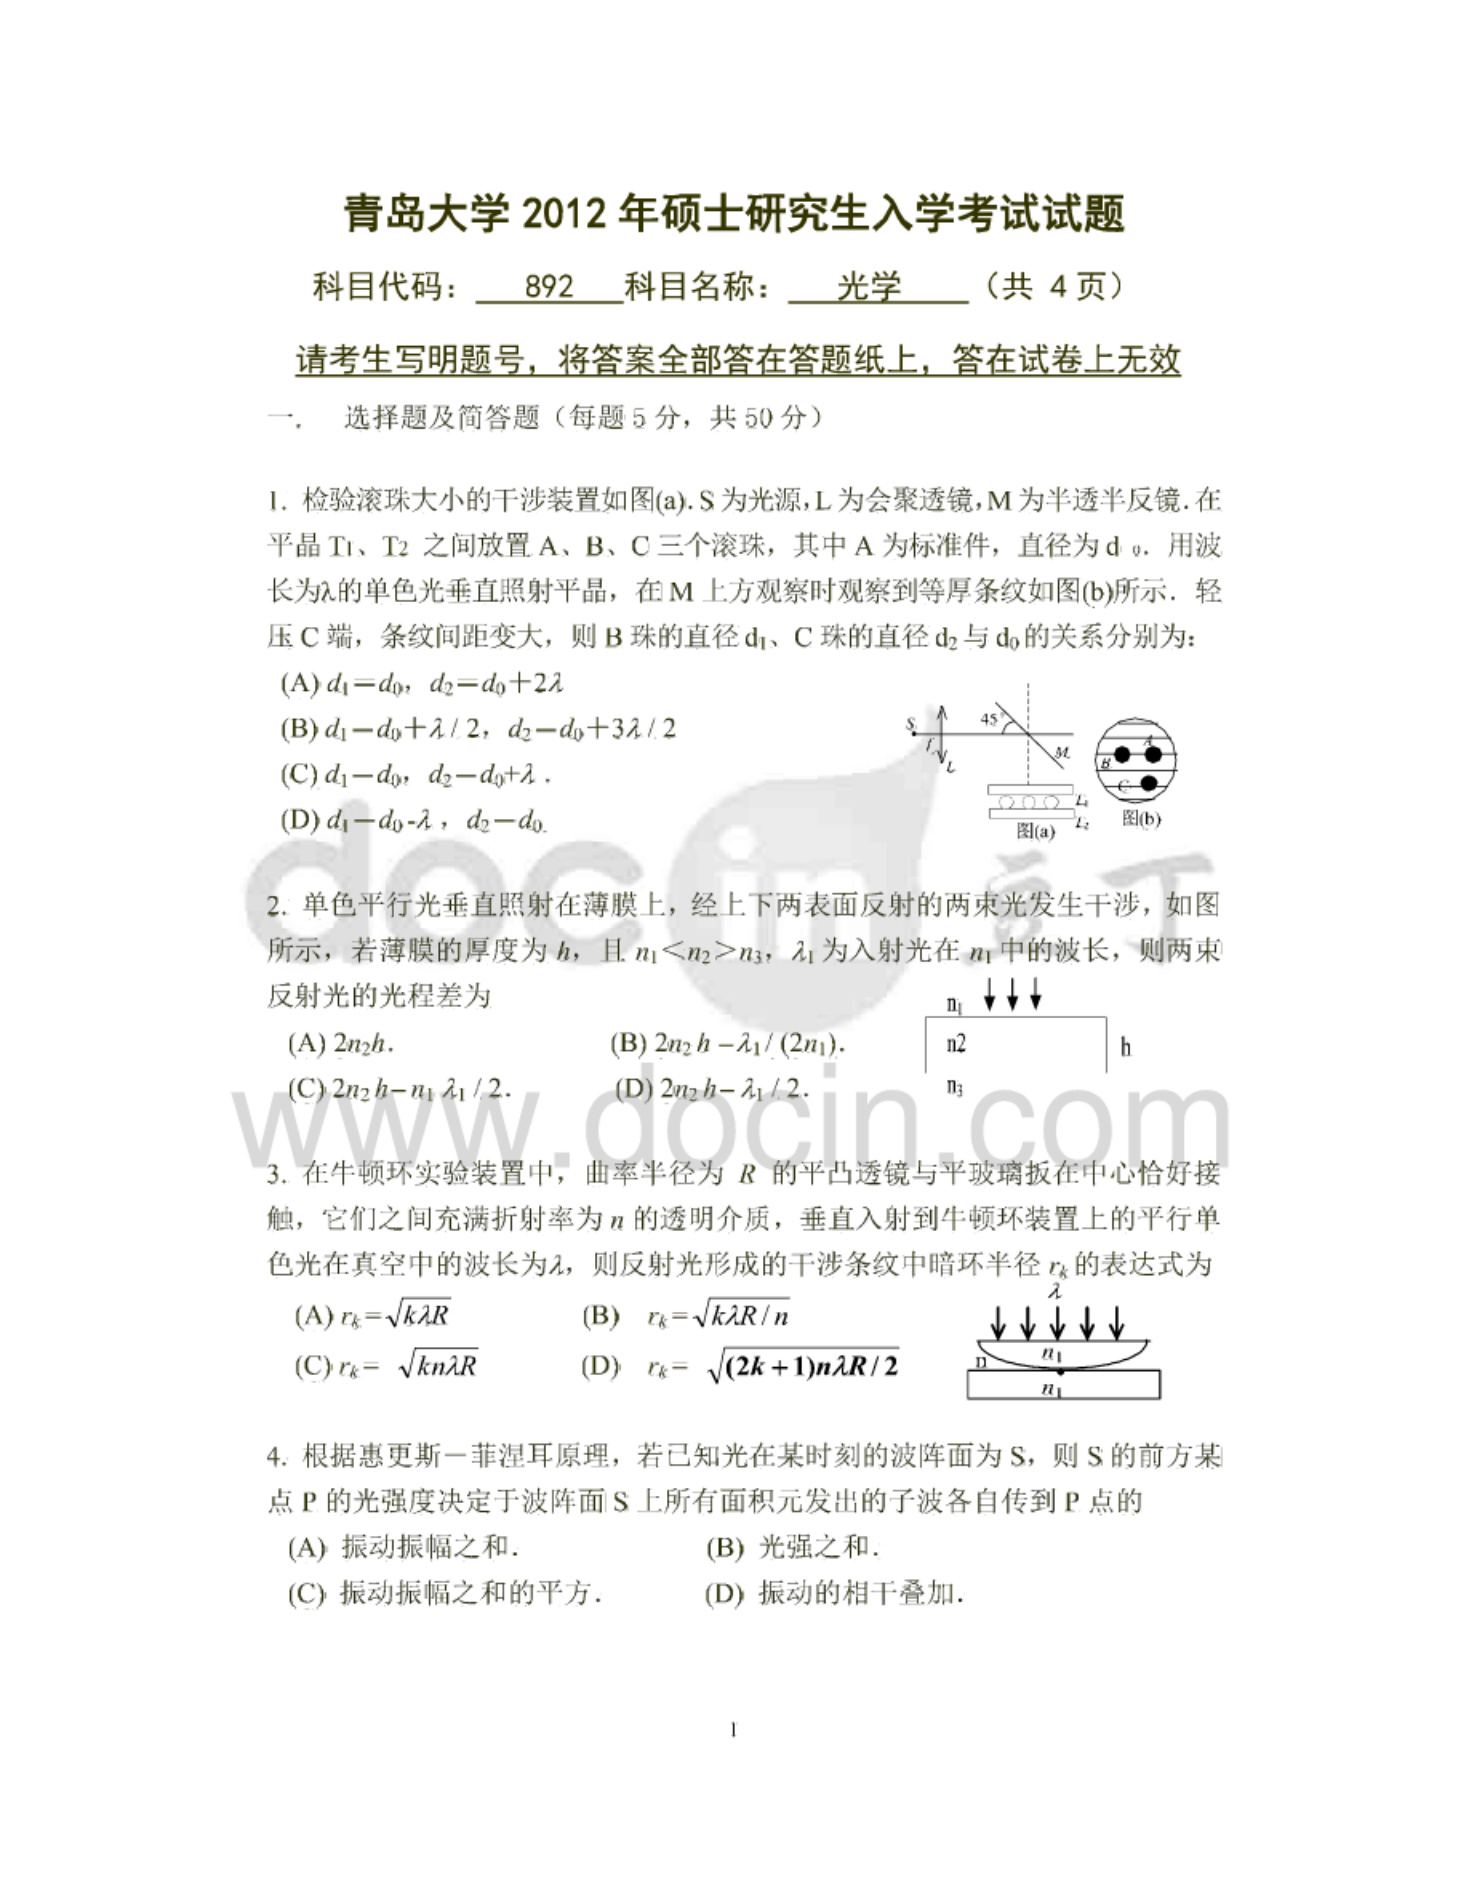 青岛大学 2012 年硕士研究生入学考试试题
科目代码： 892 科目名称： 光学 （共 4 页）
请考生写明题号，将答案全部答在答题纸上，答在试卷上无效
一． 选择题及简答题（每题 5 分，共 50 分）
1. 检验滚珠大小的干涉装置如图(a). S 为光源, L 为会聚透镜, M 为半透半反镜. 在
平晶 T₁、T₂ 之间放置 A、B、C 三个滚珠，其中 A 为标准件，直径为 d ₀．用波
长为λ的单色光垂直照射平晶，在 M 上方观察时观察到等厚条纹如图(b)所示．轻
压 C 端，条纹间距变大，则 B 珠的直径 d₁、C 珠的直径 d₂ 与 d₀ 的关系分别为：
(A) d₁＝d₀，d₂＝d₀＋2λ
(B) d₁－d₀＋λ / 2，d₂－d₀＋3λ / 2
(C) d₁－d₀，d₂－d₀+λ .
(D) d₁－d₀ -λ ，d₂－d₀.
S f L 45° M T₁ T₂ 图(a)
A B C 图(b)
docin 豆丁
2. 单色平行光垂直照射在薄膜上，经上下两表面反射的两束光发生干涉，如图
所示，若薄膜的厚度为 h，且 n₁＜n₂＞n₃，λ₁ 为入射光在 n₁ 中的波长，则两束
反射光的光程差为
(A) 2n₂h. (B) 2n₂ h －λ₁ / (2n₁).
(C) 2n₂ h－n₁ λ₁ / 2. (D) 2n₂ h－λ₁ / 2.
n₁
n2 h
n₃
www.docin.com
3. 在牛顿环实验装置中，曲率半径为 R 的平凸透镜与平玻璃扳在中心恰好接
触，它们之间充满折射率为 n 的透明介质，垂直入射到牛顿环装置上的平行单
色光在真空中的波长为λ，则反射光形成的干涉条纹中暗环半径 rₖ 的表达式为
(A) rₖ=√(kλR) (B) rₖ=√(kλR / n)
(C) rₖ= √(knλR) (D) rₖ= √((2k + 1)nλR / 2)
λ
n n₁
n₁
4. 根据惠更斯－菲涅耳原理，若已知光在某时刻的波阵面为 S，则 S 的前方某
点 P 的光强度决定于波阵面 S 上所有面积元发出的子波各自传到 P 点的
(A) 振动振幅之和. (B) 光强之和.
(C) 振动振幅之和的平方. (D) 振动的相干叠加.
1